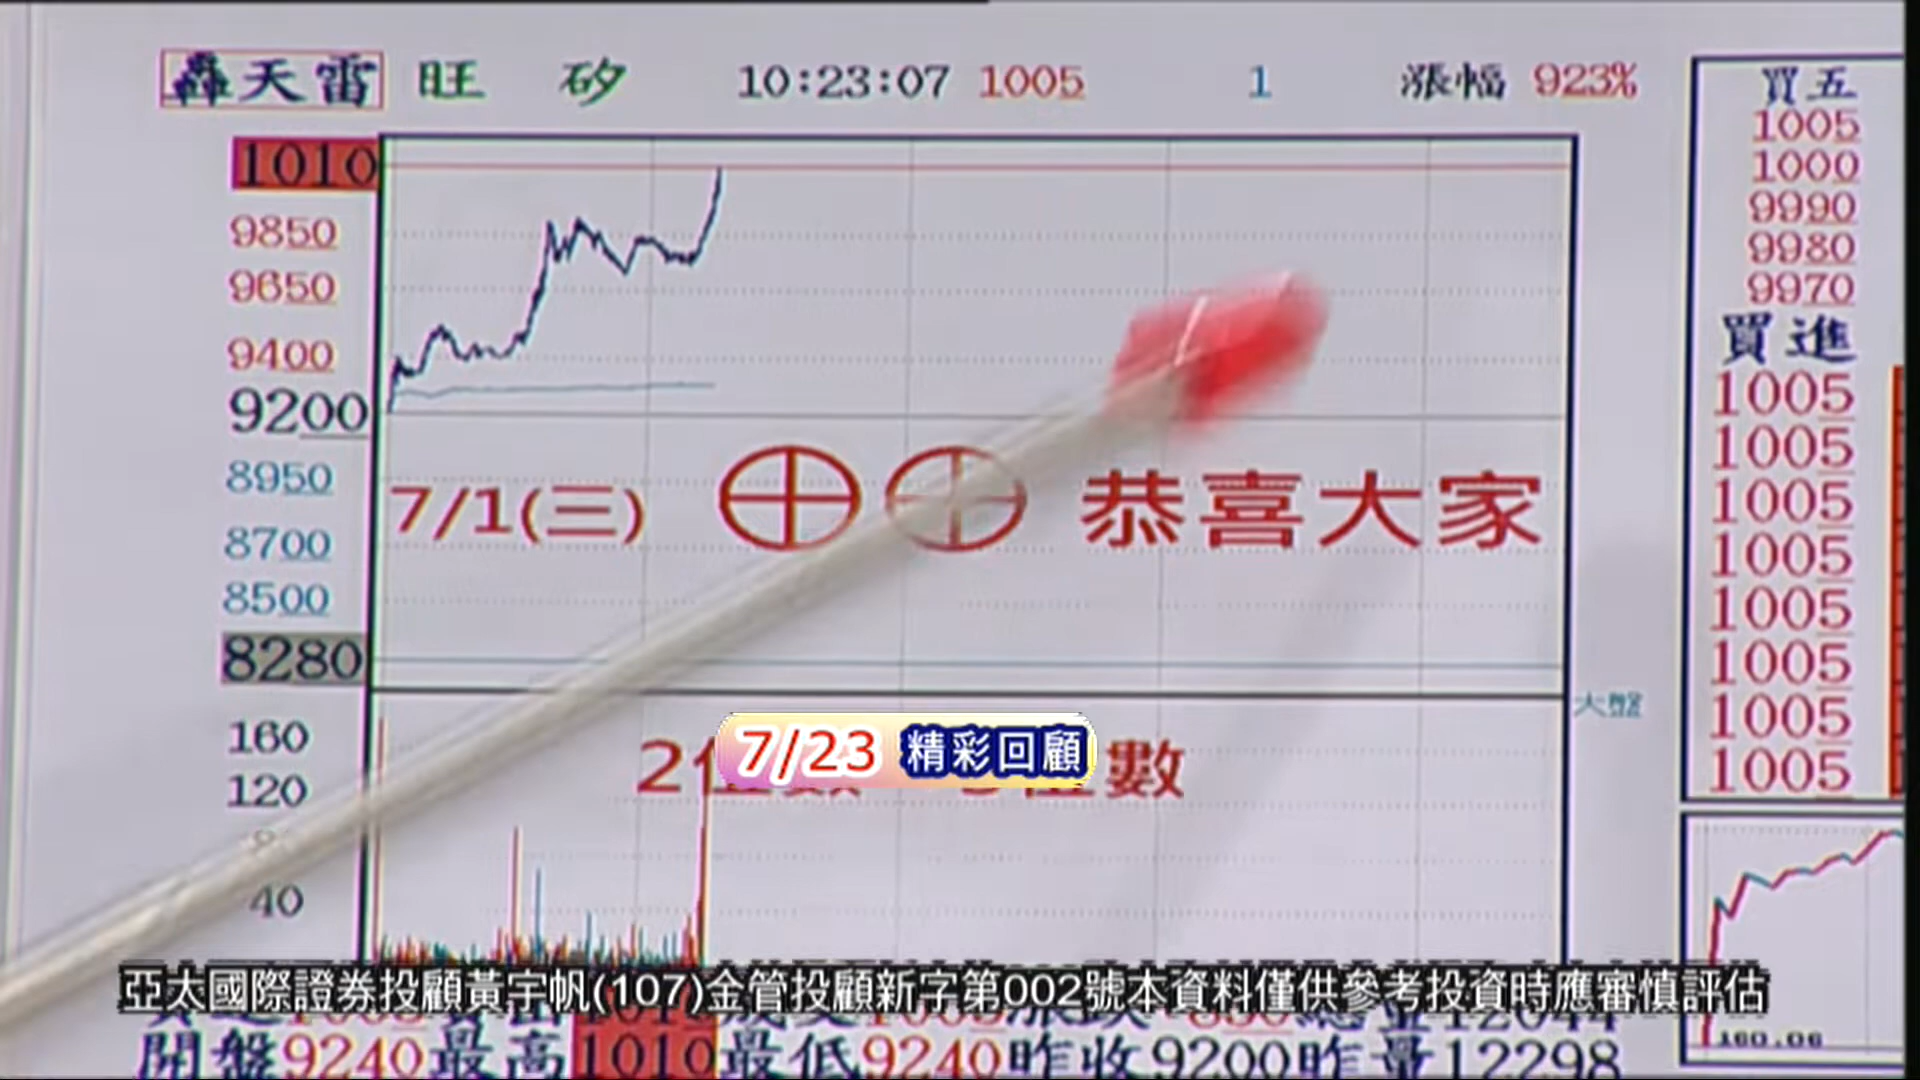 轟天雷 旺 矽 10:23:07 1005 1 漲幅 923%
1010
9850
9650
9400
9200
8950
8700
8500
8280
7/1(三) ⊕ ⊕ 恭喜大家
大盤
160
120
40
數
7/23 精彩回顧
買五
1005
1000
9990
9980
9970
買進
1005
1005
1005
1005
1005
1005
1005
1005
160.06
亞太國際證券投顧黃宇帆(107)金管投顧新字第002號本資料僅供參考投資時應審慎評估
開盤9240最高1010最低9240昨收9200昨量12298